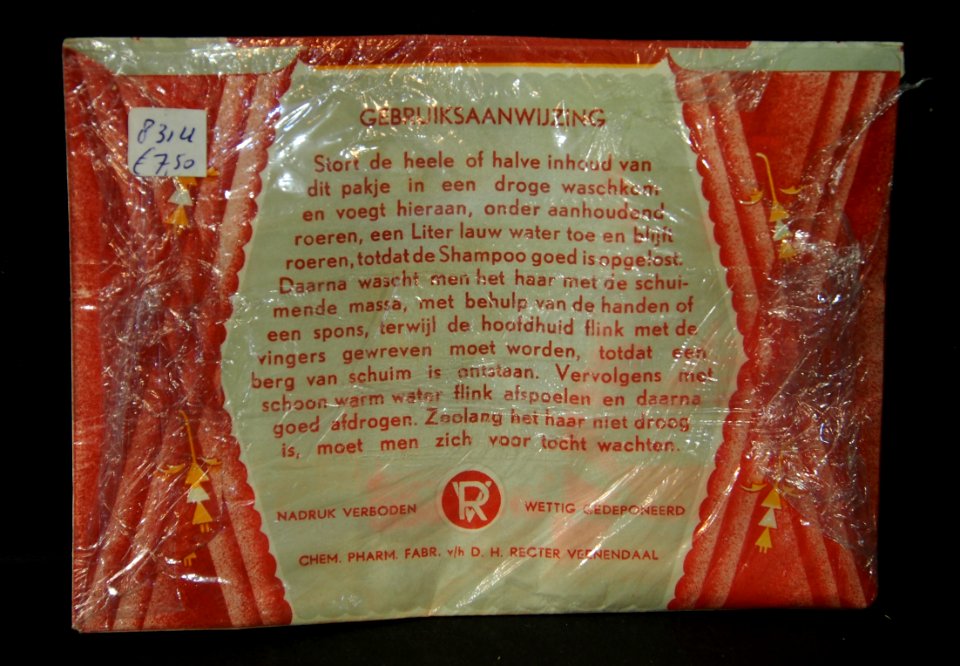 83,4
€7,50
GEBRUIKSAANWIJZING
Stort de heele of halve inhoud van
dit pakje in een droge waschkom
en voegt hieraan, onder aanhoudend
roeren, een Liter lauw water toe en blijft
roeren, totdat de Shampoo goed is opgelost.
Daarna wascht men het haar met de schui-
mende massa, met behulp van de handen of
een spons, terwijl de hoofdhuid flink met de
vingers gewreven moet worden, totdat een
berg van schuim is ontstaan. Vervolgens met
schoon warm water flink afspoelen en daarna
goed afdrogen. Zoolang het haar niet droog
is, moet men zich voor tocht wachten.
R
NADRUK VERBODEN WETTIG GEDEPONEERD
CHEM. PHARM. FABR. v/h D. H. RECTER VEENENDAAL